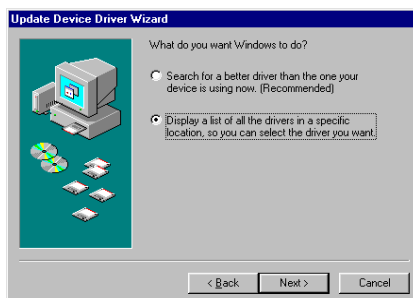 Update Device Driver Wizard
What do you want Windows to do?
Search for a better driver than the one your
device is using now. (Recommended)
Display a list of all the drivers in a specific
location, so you can select the driver you want.
< Back
Next >
Cancel